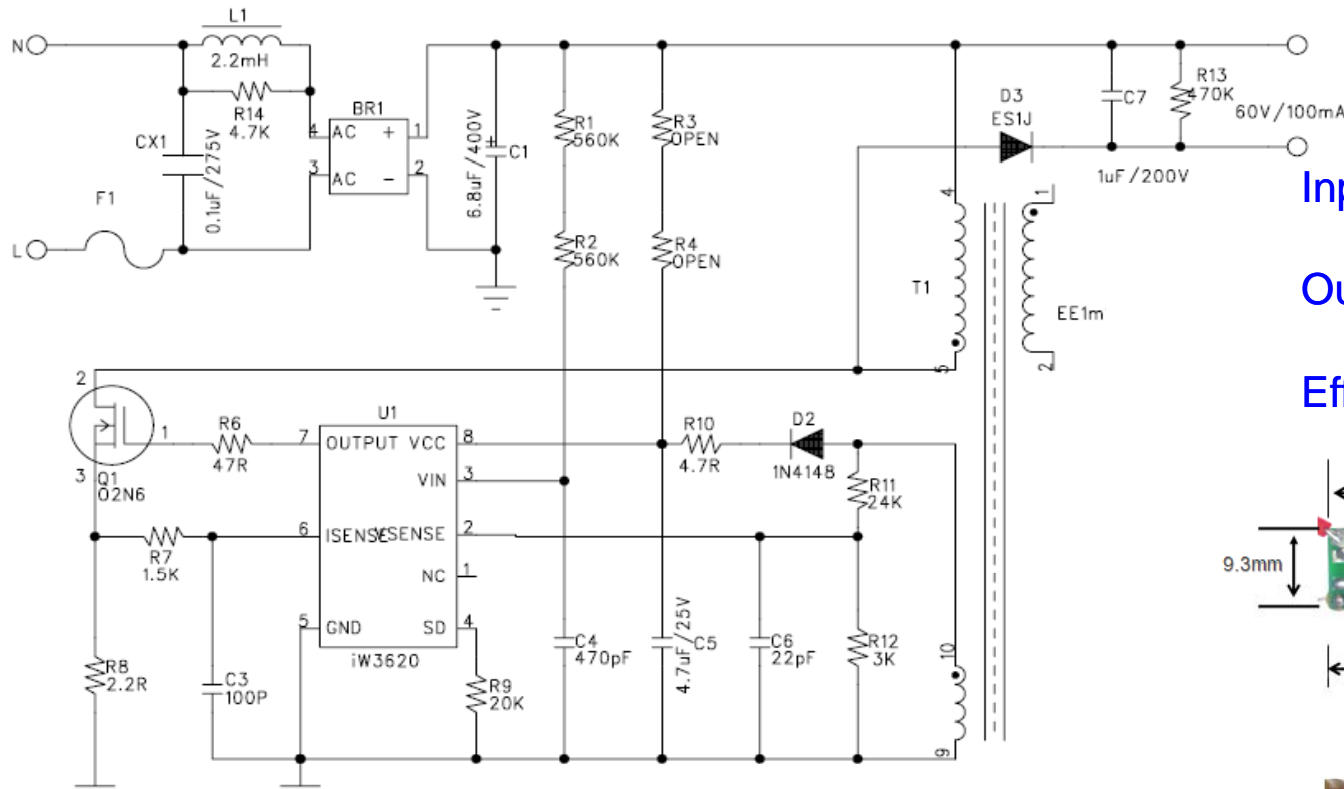 L1
2.2mH
N
R14
4.7K
CX1
0.1uF/275V
F1
L
BR1
4 AC + 1
3 AC - 2
6.8uF/400V
C1
R1
560K
R2
560K
R3
OPEN
R4
OPEN
D3
ES1J
C7
1uF/200V
R13
470K
60V/100mA
4
T1
5
1
EE1m
2
Inp
Ou
Eff
9.3mm
2
1
3
Q1
02N6
R6
47R
R7
1.5K
R8
2.2R
C3
100P
U1
7 OUTPUT VCC 8
VIN 3
6 ISENSE VSENSE 2
NC 1
5 GND SD 4
iW3620
R9
20K
C4
470pF
4.7uF/25V
C5
C6
22pF
R10
4.7R
D2
1N4148
R11
24K
R12
3K
10
9